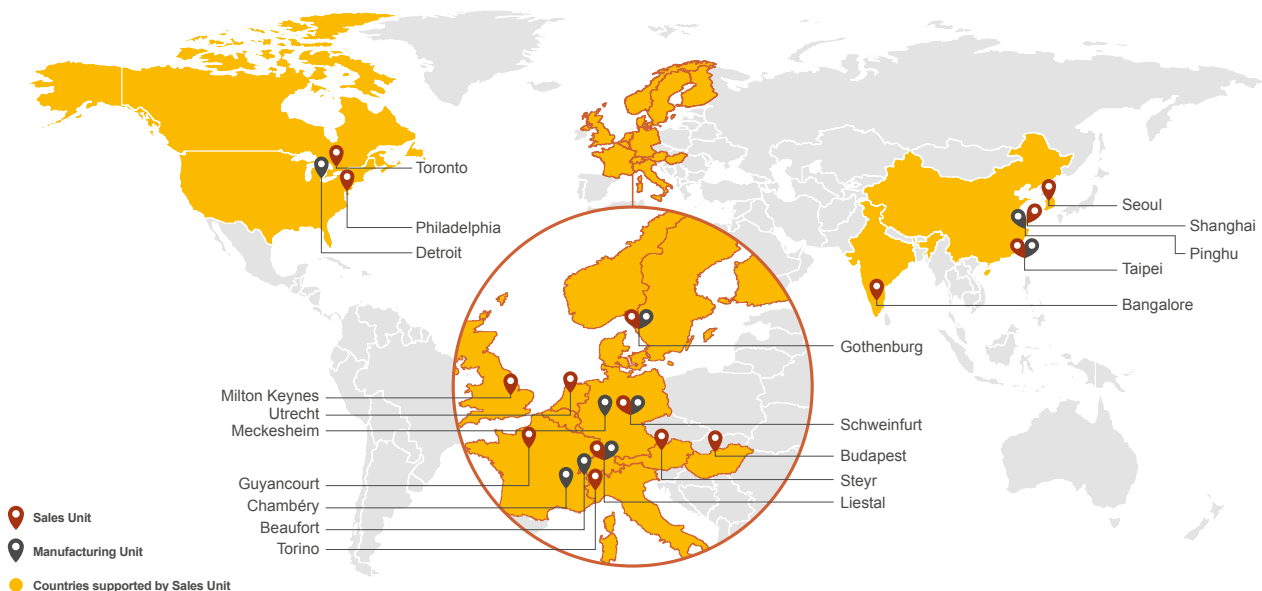 Toronto
Philadelphia
Detroit
Seoul
Shanghai
Pinghu
Taipei
Bangalore
Gothenburg
Milton Keynes
Utrecht
Meckesheim
Schweinfurt
Budapest
Steyr
Liestal
Guyancourt
Chambéry
Beaufort
Torino
Sales Unit
Manufacturing Unit
Countries supported by Sales Unit